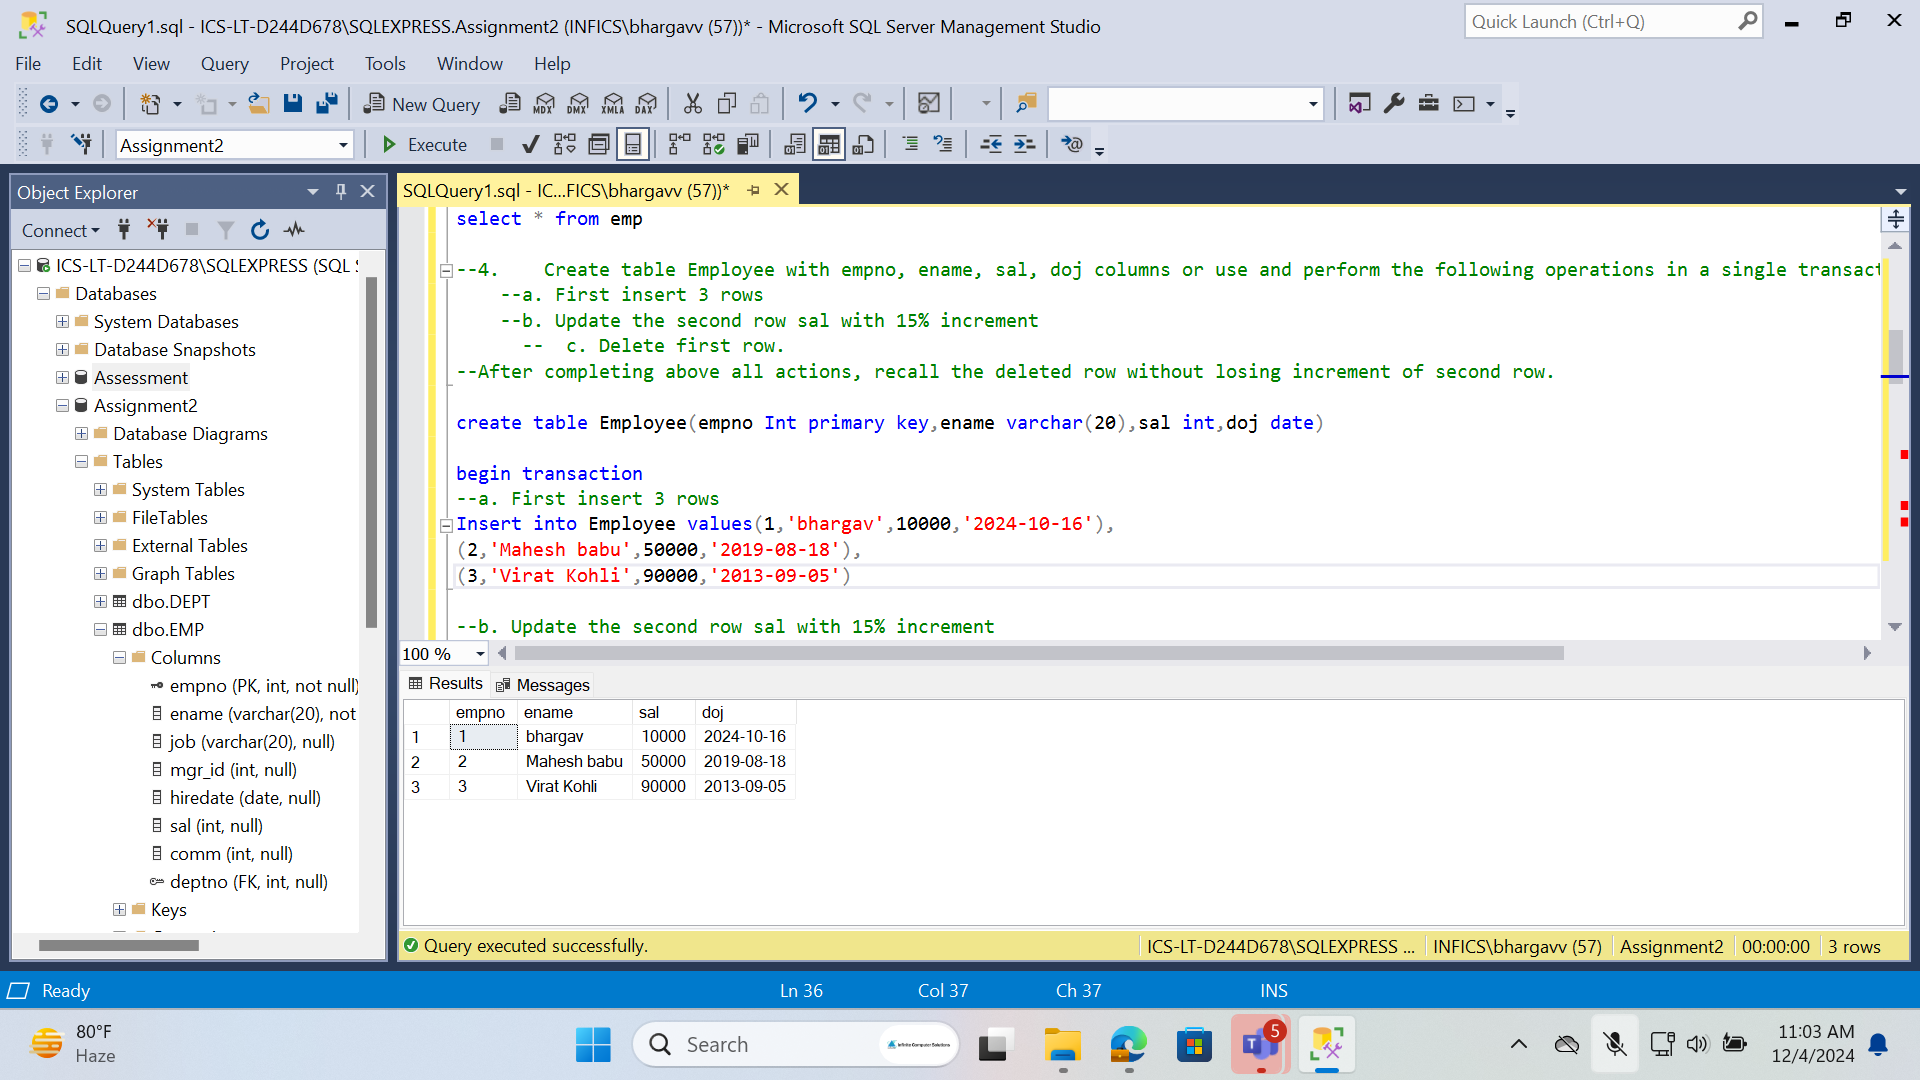 SQLQuery1.sql - ICS-LT-D244D678\SQLEXPRESS.Assignment2 (INFICS\bhargavv (57))* - Microsoft SQL Server Management Studio
Quick Launch (Ctrl+Q)
File Edit View Query Project Tools Window Help
New Query MDX DMX XMLA DAX
Assignment2 Execute
Object Explorer
Connect
ICS-LT-D244D678\SQLEXPRESS (SQL S
Databases
System Databases
Database Snapshots
Assessment
Assignment2
Database Diagrams
Tables
System Tables
FileTables
External Tables
Graph Tables
dbo.DEPT
dbo.EMP
Columns
empno (PK, int, not null)
ename (varchar(20), not
job (varchar(20), null)
mgr_id (int, null)
hiredate (date, null)
sal (int, null)
comm (int, null)
deptno (FK, int, null)
Keys
SQLQuery1.sql - IC...FICS\bhargavv (57))*
select * from emp
--4. Create table Employee with empno, ename, sal, doj columns or use and perform the following operations in a single transact
--a. First insert 3 rows
--b. Update the second row sal with 15% increment
-- c. Delete first row.
--After completing above all actions, recall the deleted row without losing increment of second row.
create table Employee(empno Int primary key,ename varchar(20),sal int,doj date)
begin transaction
--a. First insert 3 rows
Insert into Employee values(1,'bhargav',10000,'2024-10-16'),
(2,'Mahesh babu',50000,'2019-08-18'),
(3,'Virat Kohli',90000,'2013-09-05')
--b. Update the second row sal with 15% increment
100 %
Results Messages
empno ename sal doj
1 1 bhargav 10000 2024-10-16
2 2 Mahesh babu 50000 2019-08-18
3 3 Virat Kohli 90000 2013-09-05
Query executed successfully. ICS-LT-D244D678\SQLEXPRESS ... INFICS\bhargavv (57) Assignment2 00:00:00 3 rows
Ready Ln 36 Col 37 Ch 37 INS
80°F
Haze
Search
Infinite Computer Solutions
5
11:03 AM
12/4/2024